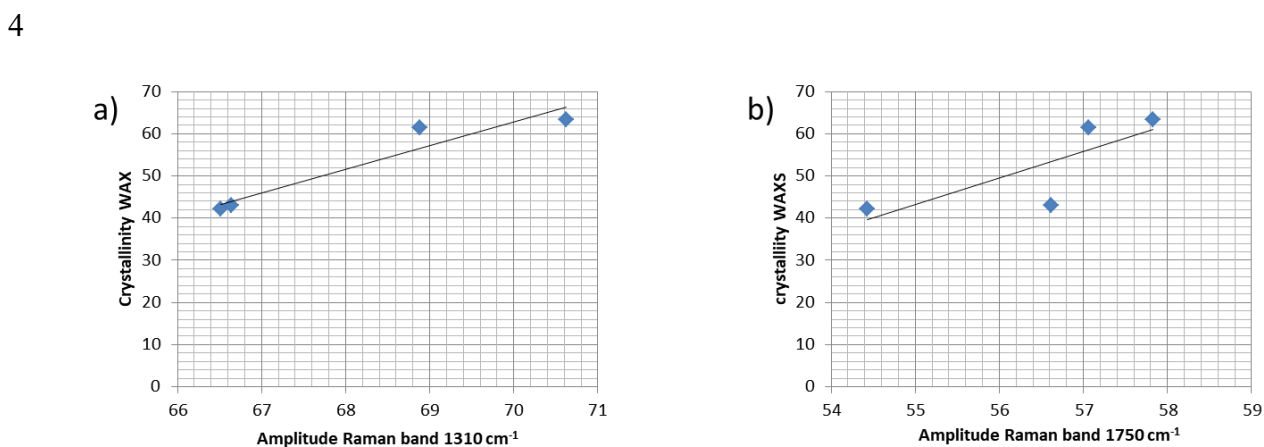 4
a)
Crystallinity WAX
70
60
50
40
30
20
10
0
66 67 68 69 70 71
Amplitude Raman band 1310 cm⁻¹
b)
crystalliity WAXS
70
60
50
40
30
20
10
0
54 55 56 57 58 59
Amplitude Raman band 1750 cm⁻¹